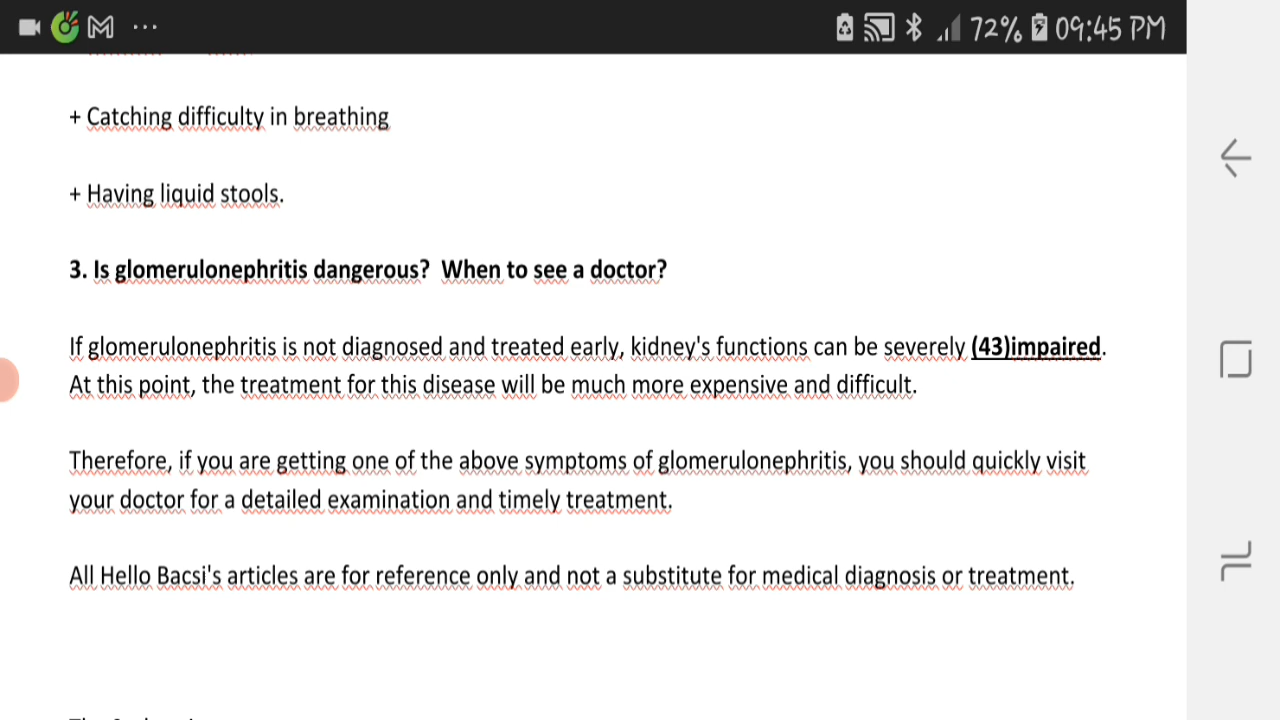 72% 09:45 PM
+ Catching difficulty in breathing
+ Having liquid stools.
3. Is glomerulonephritis dangerous?  When to see a doctor?
If glomerulonephritis is not diagnosed and treated early, kidney's functions can be severely (43)impaired.
At this point, the treatment for this disease will be much more expensive and difficult.
Therefore, if you are getting one of the above symptoms of glomerulonephritis, you should quickly visit
your doctor for a detailed examination and timely treatment.
All Hello Bacsi's articles are for reference only and not a substitute for medical diagnosis or treatment.